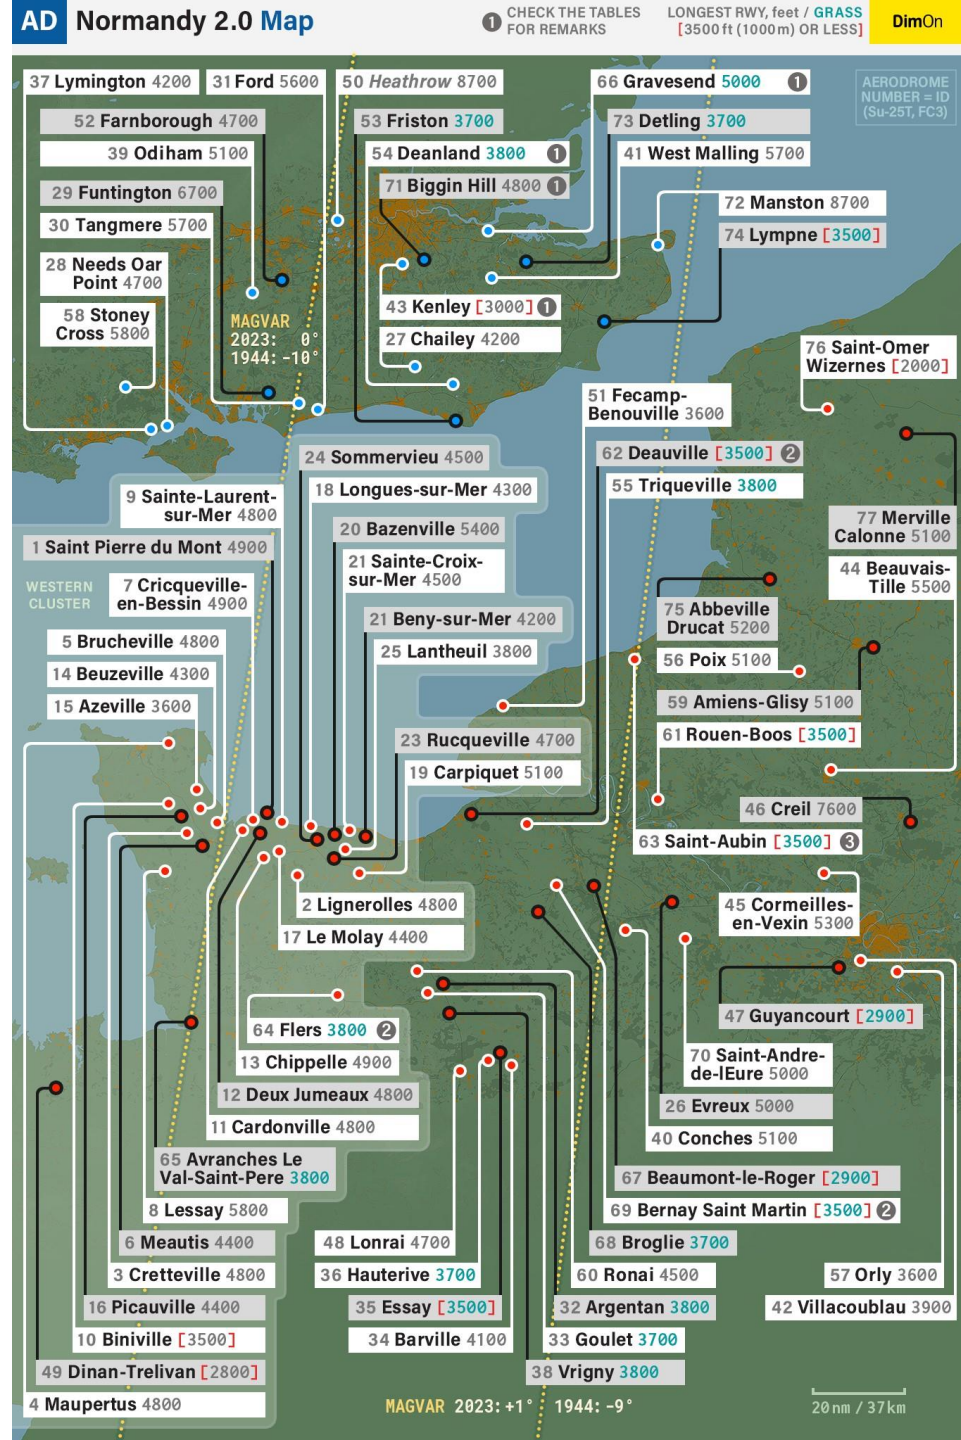 AD Normandy 2.0 Map
1 CHECK THE TABLES
FOR REMARKS
LONGEST RWY, feet / GRASS
[3500 ft (1000 m) OR LESS]
DimOn
37 Lymington 4200
31 Ford 5600
50 Heathrow 8700
66 Gravesend 5000 1
AERODROME
NUMBER = ID
(Su-25T, FC3)
52 Farnborough 4700
53 Friston 3700
73 Detling 3700
39 Odiham 5100
54 Deanland 3800 1
41 West Malling 5700
29 Funtington 6700
71 Biggin Hill 4800 1
72 Manston 8700
30 Tangmere 5700
74 Lympne [3500]
28 Needs Oar
Point 4700
58 Stoney
Cross 5800
43 Kenley [3000] 1
27 Chailey 4200
MAGVAR
2023: 0°
1944: -10°
76 Saint-Omer
Wizernes [2000]
51 Fecamp-
Benouville 3600
24 Sommervieu 4500
62 Deauville [3500] 2
18 Longues-sur-Mer 4300
55 Triqueville 3800
9 Sainte-Laurent-
sur-Mer 4800
20 Bazenville 5400
77 Merville
Calonne 5100
1 Saint Pierre du Mont 4900
21 Sainte-Croix-
sur-Mer 4500
44 Beauvais-
Tille 5500
WESTERN
CLUSTER
7 Cricqueville-
en-Bessin 4900
21 Beny-sur-Mer 4200
75 Abbeville
Drucat 5200
5 Brucheville 4800
25 Lantheuil 3800
56 Poix 5100
14 Beuzeville 4300
59 Amiens-Glisy 5100
15 Azeville 3600
23 Rucqueville 4700
61 Rouen-Boos [3500]
19 Carpiquet 5100
46 Creil 7600
63 Saint-Aubin [3500] 3
2 Lignerolles 4800
45 Cormeilles-
en-Vexin 5300
17 Le Molay 4400
64 Flers 3800 2
47 Guyancourt [2900]
13 Chippelle 4900
70 Saint-Andre-
de-lEure 5000
12 Deux Jumeaux 4800
26 Evreux 5000
11 Cardonville 4800
40 Conches 5100
65 Avranches Le
Val-Saint-Pere 3800
67 Beaumont-le-Roger [2900]
8 Lessay 5800
69 Bernay Saint Martin [3500] 2
6 Meautis 4400
48 Lonrai 4700
68 Broglie 3700
3 Cretteville 4800
36 Hauterive 3700
60 Ronai 4500
57 Orly 3600
16 Picauville 4400
35 Essay [3500]
32 Argentan 3800
42 Villacoublau 3900
10 Biniville [3500]
34 Barville 4100
33 Goulet 3700
49 Dinan-Trelivan [2800]
38 Vrigny 3800
4 Maupertus 4800
MAGVAR 2023: +1° 1944: -9°
20 nm / 37 km